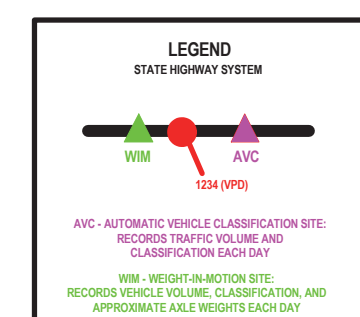 LEGEND
STATE HIGHWAY SYSTEM
WIM AVC
1234 (VPD)
AVC - AUTOMATIC VEHICLE CLASSIFICATION SITE:
RECORDS TRAFFIC VOLUME AND
CLASSIFICATION EACH DAY
WIM - WEIGHT-IN-MOTION SITE:
RECORDS VEHICLE VOLUME, CLASSIFICATION, AND
APPROXIMATE AXLE WEIGHTS EACH DAY